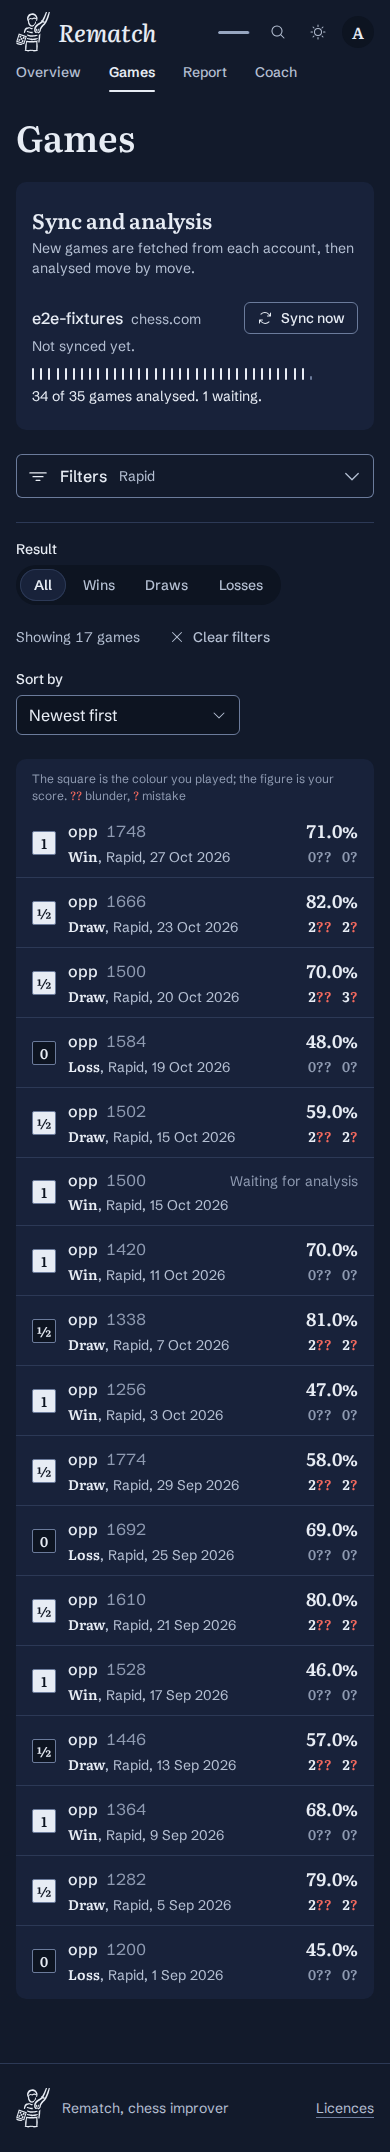 Rematch
A
Overview Games Report Coach
Games
Sync and analysis
New games are fetched from each account, then
analysed move by move.
e2e-fixtures chess.com Sync now
Not synced yet.
34 of 35 games analysed. 1 waiting.
Filters Rapid
Result
All Wins Draws Losses
Showing 17 games Clear filters
Sort by
Newest first
The square is the colour you played; the figure is your
score. ?? blunder, ? mistake
1 opp 1748 71.0%
Win, Rapid, 27 Oct 2026 0?? 0?
½ opp 1666 82.0%
Draw, Rapid, 23 Oct 2026 2?? 2?
½ opp 1500 70.0%
Draw, Rapid, 20 Oct 2026 2?? 3?
0 opp 1584 48.0%
Loss, Rapid, 19 Oct 2026 0?? 0?
½ opp 1502 59.0%
Draw, Rapid, 15 Oct 2026 2?? 2?
1 opp 1500 Waiting for analysis
Win, Rapid, 15 Oct 2026
1 opp 1420 70.0%
Win, Rapid, 11 Oct 2026 0?? 0?
½ opp 1338 81.0%
Draw, Rapid, 7 Oct 2026 2?? 2?
1 opp 1256 47.0%
Win, Rapid, 3 Oct 2026 0?? 0?
½ opp 1774 58.0%
Draw, Rapid, 29 Sep 2026 2?? 2?
0 opp 1692 69.0%
Loss, Rapid, 25 Sep 2026 0?? 0?
½ opp 1610 80.0%
Draw, Rapid, 21 Sep 2026 2?? 2?
1 opp 1528 46.0%
Win, Rapid, 17 Sep 2026 0?? 0?
½ opp 1446 57.0%
Draw, Rapid, 13 Sep 2026 2?? 2?
1 opp 1364 68.0%
Win, Rapid, 9 Sep 2026 0?? 0?
½ opp 1282 79.0%
Draw, Rapid, 5 Sep 2026 2?? 2?
0 opp 1200 45.0%
Loss, Rapid, 1 Sep 2026 0?? 0?
Rematch, chess improver Licences